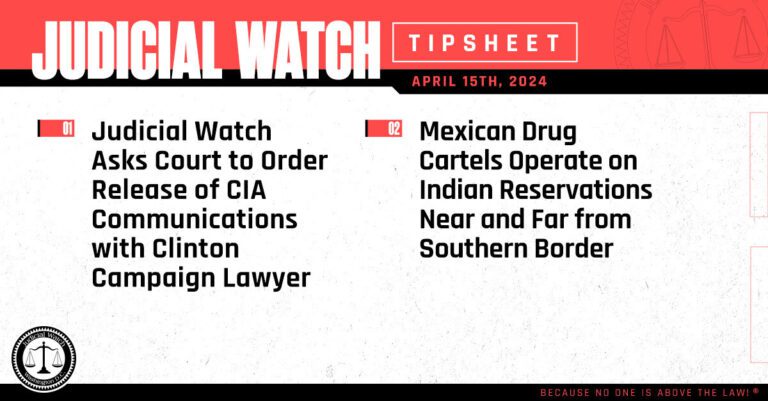 JUDICIAL WATCH
TIPSHEET
APRIL 15TH, 2024
01
Judicial Watch
Asks Court to Order
Release of CIA
Communications
with Clinton
Campaign Lawyer
02
Mexican Drug
Cartels Operate on
Indian Reservations
Near and Far from
Southern Border
Judicial Watch
BECAUSE NO ONE IS ABOVE THE LAW!®